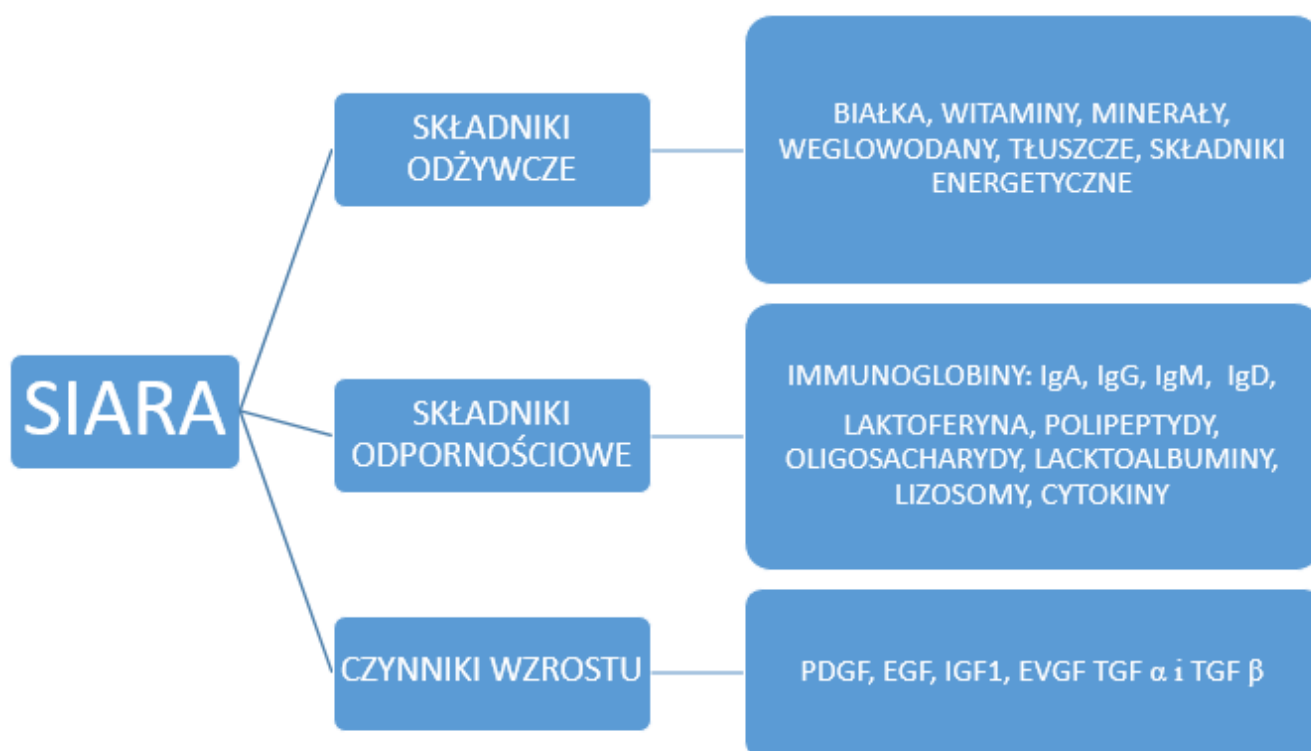 SIARA
SKŁADNIKI
ODŻYWCZE
BIAŁKA, WITAMINY, MINERAŁY,
WEGLOWODANY, TŁUSZCZE, SKŁADNIKI
ENERGETYCZNE
SKŁADNIKI
ODPORNOŚCIOWE
IMMUNOGLOBINY: IgA, IgG, IgM, IgD,
LAKTOFERYNA, POLIPEPTYDY,
OLIGOSACHARYDY, LACKTOALBUMINY,
LIZOSOMY, CYTOKINY
CZYNNIKI WZROSTU
PDGF, EGF, IGF1, EVGF TGF α i TGF β